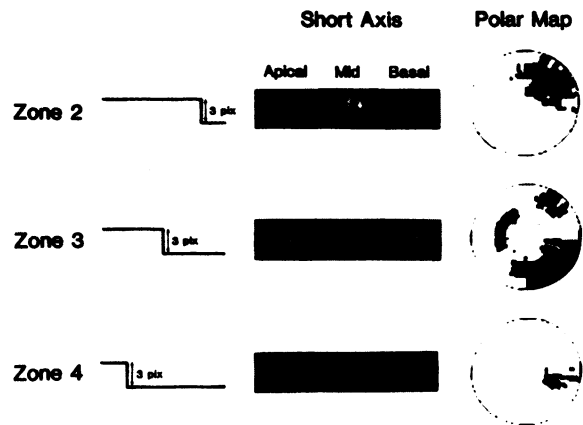 Short Axis Polar Map
Apical Mid Basal
Zone 2 3 pix
Zone 3 3 pix
Zone 4 3 pix